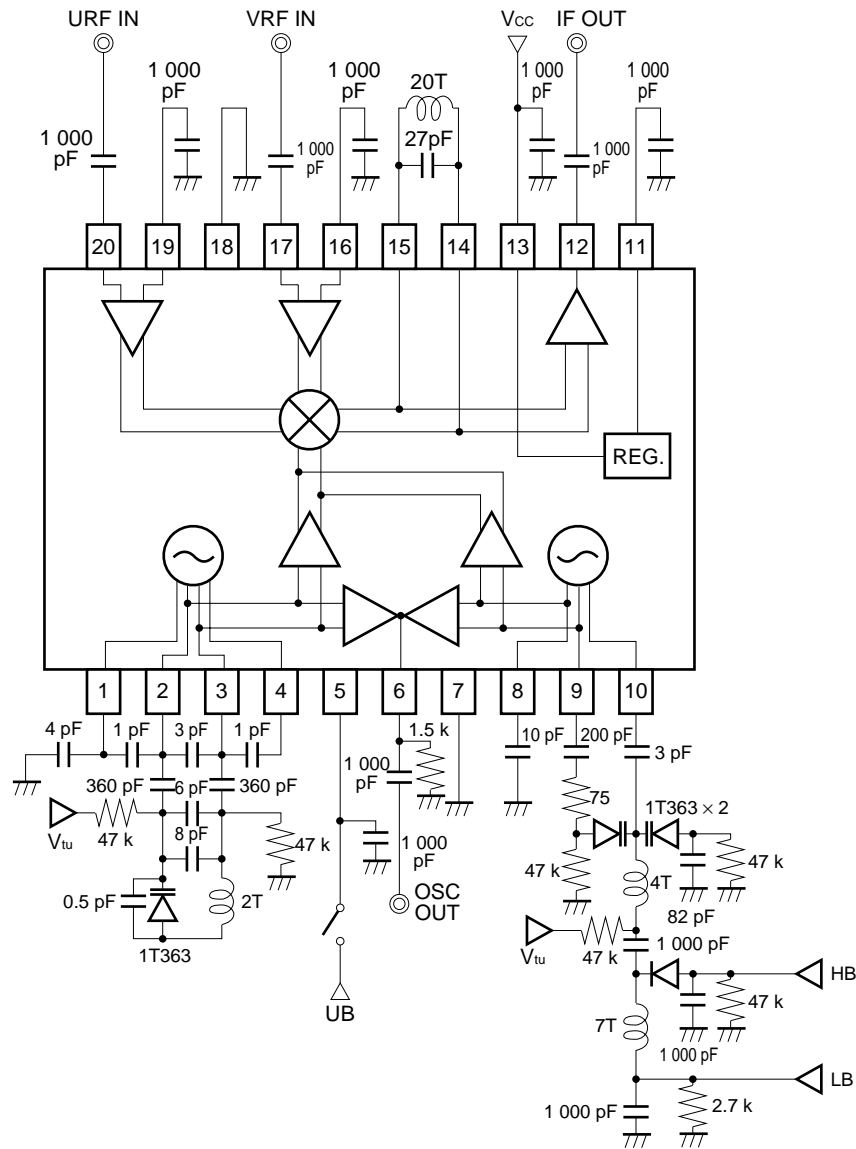 URF IN
VRF IN
VCC
IF OUT
1 000
pF
1 000
pF
20T
1 000
pF
1 000
pF
1 000
pF
27pF
1 000
pF
1 000
pF
20
19
18
17
16
15
14
13
12
11
REG.
1
2
3
4
5
6
7
8
9
10
4 pF
1 pF
3 pF
1 pF
1.5 k
10 pF
200 pF
3 pF
360 pF
6 pF
360 pF
1 000
pF
75
1T363 × 2
Vtu
47 k
8 pF
47 k
1 000
pF
47 k
4T
47 k
0.5 pF
2T
OSC
OUT
82 pF
1T363
Vtu
47 k
1 000 pF
UB
HB
47 k
7T
1 000 pF
LB
1 000 pF
2.7 k